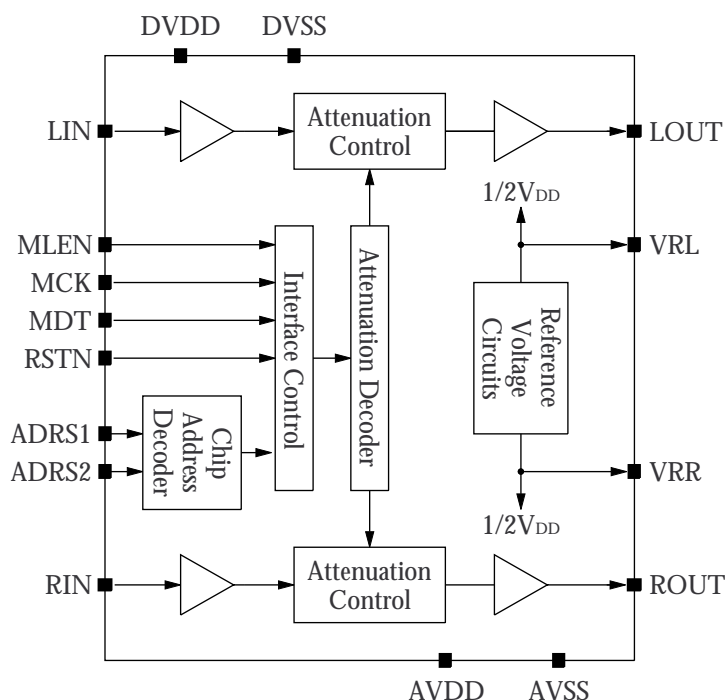 DVDD
DVSS
LIN
Attenuation
Control
LOUT
1/2VDD
MLEN
MCK
MDT
RSTN
Interface Control
Attenuation Decoder
Reference
Voltage
Circuits
VRL
ADRS1
ADRS2
Chip
Address
Decoder
VRR
1/2VDD
RIN
Attenuation
Control
ROUT
AVDD
AVSS